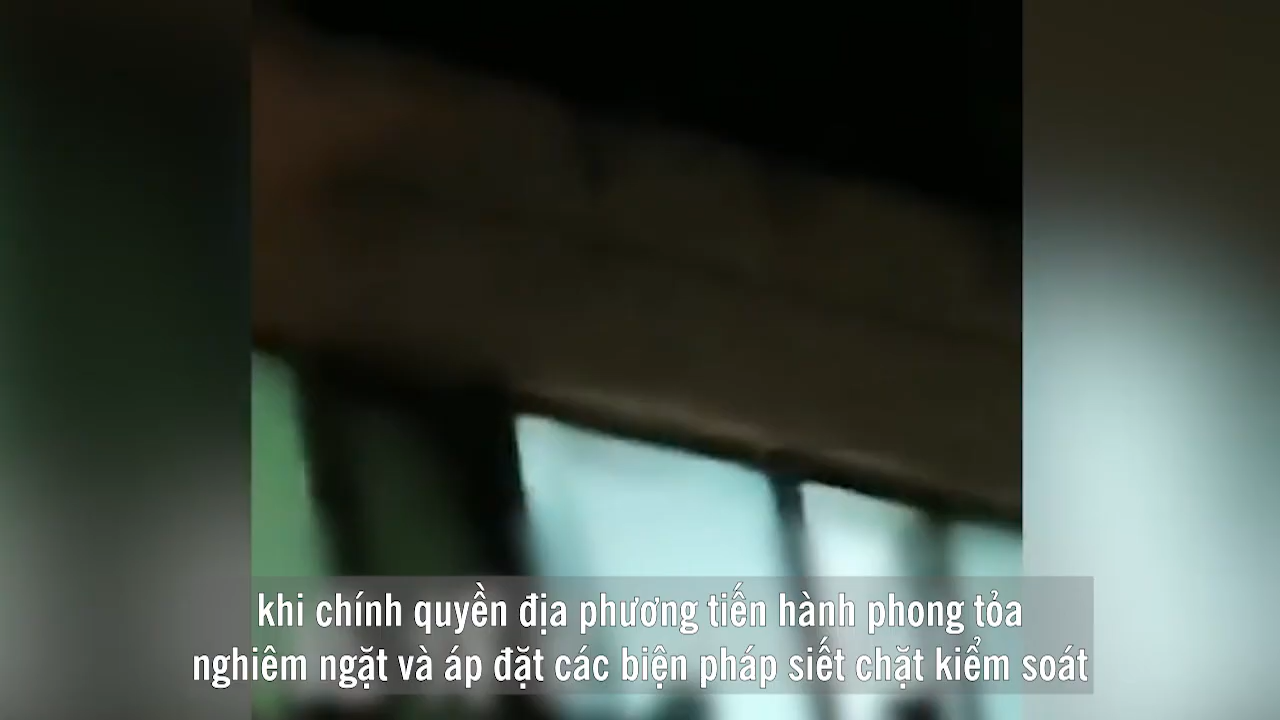 khi chính quyền địa phương tiến hành phong tỏa
nghiêm ngặt và áp đặt các biện pháp siết chặt kiểm soát